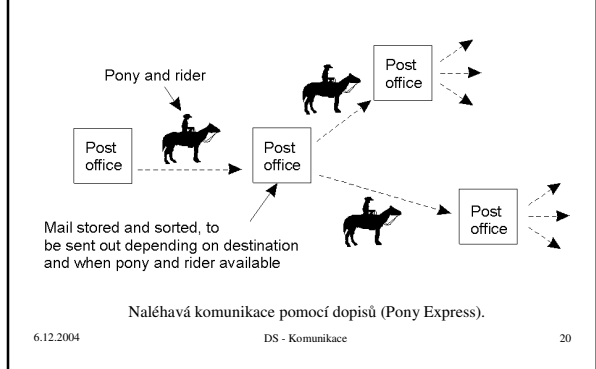 Pony and rider
Post
office
Post
office
Post
office
Post
office
Mail stored and sorted, to
be sent out depending on destination
and when pony and rider available
Naléhavá komunikace pomocí dopisů (Pony Express).
6.12.2004
DS - Komunikace
20